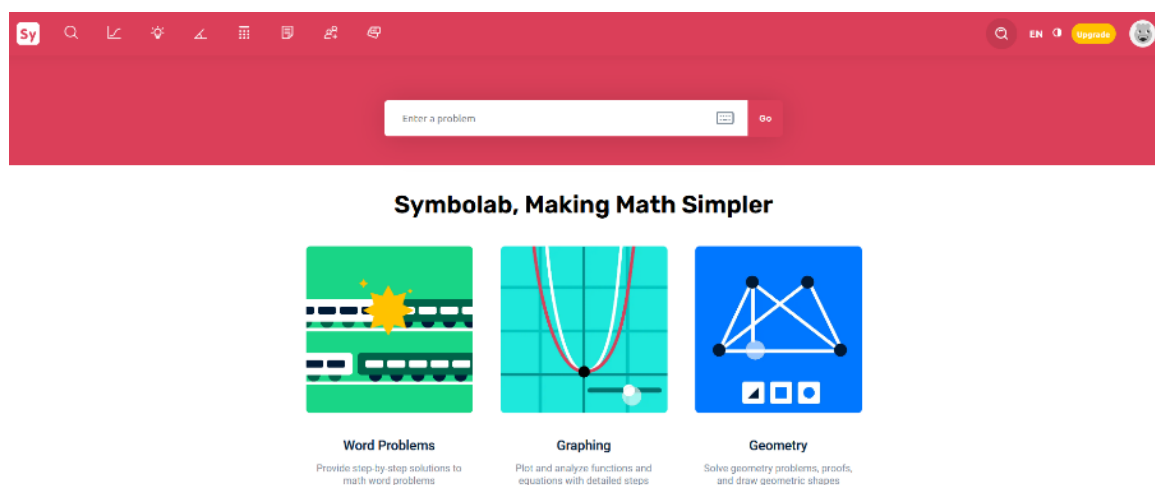 Sy
EN
Upgrade
Enter a problem
Go
Symbolab, Making Math Simpler
Word Problems
Provide step-by-step solutions to
math word problems
Graphing
Plot and analyze functions and
equations with detailed steps
Geometry
Solve geometry problems, proofs,
and draw geometric shapes